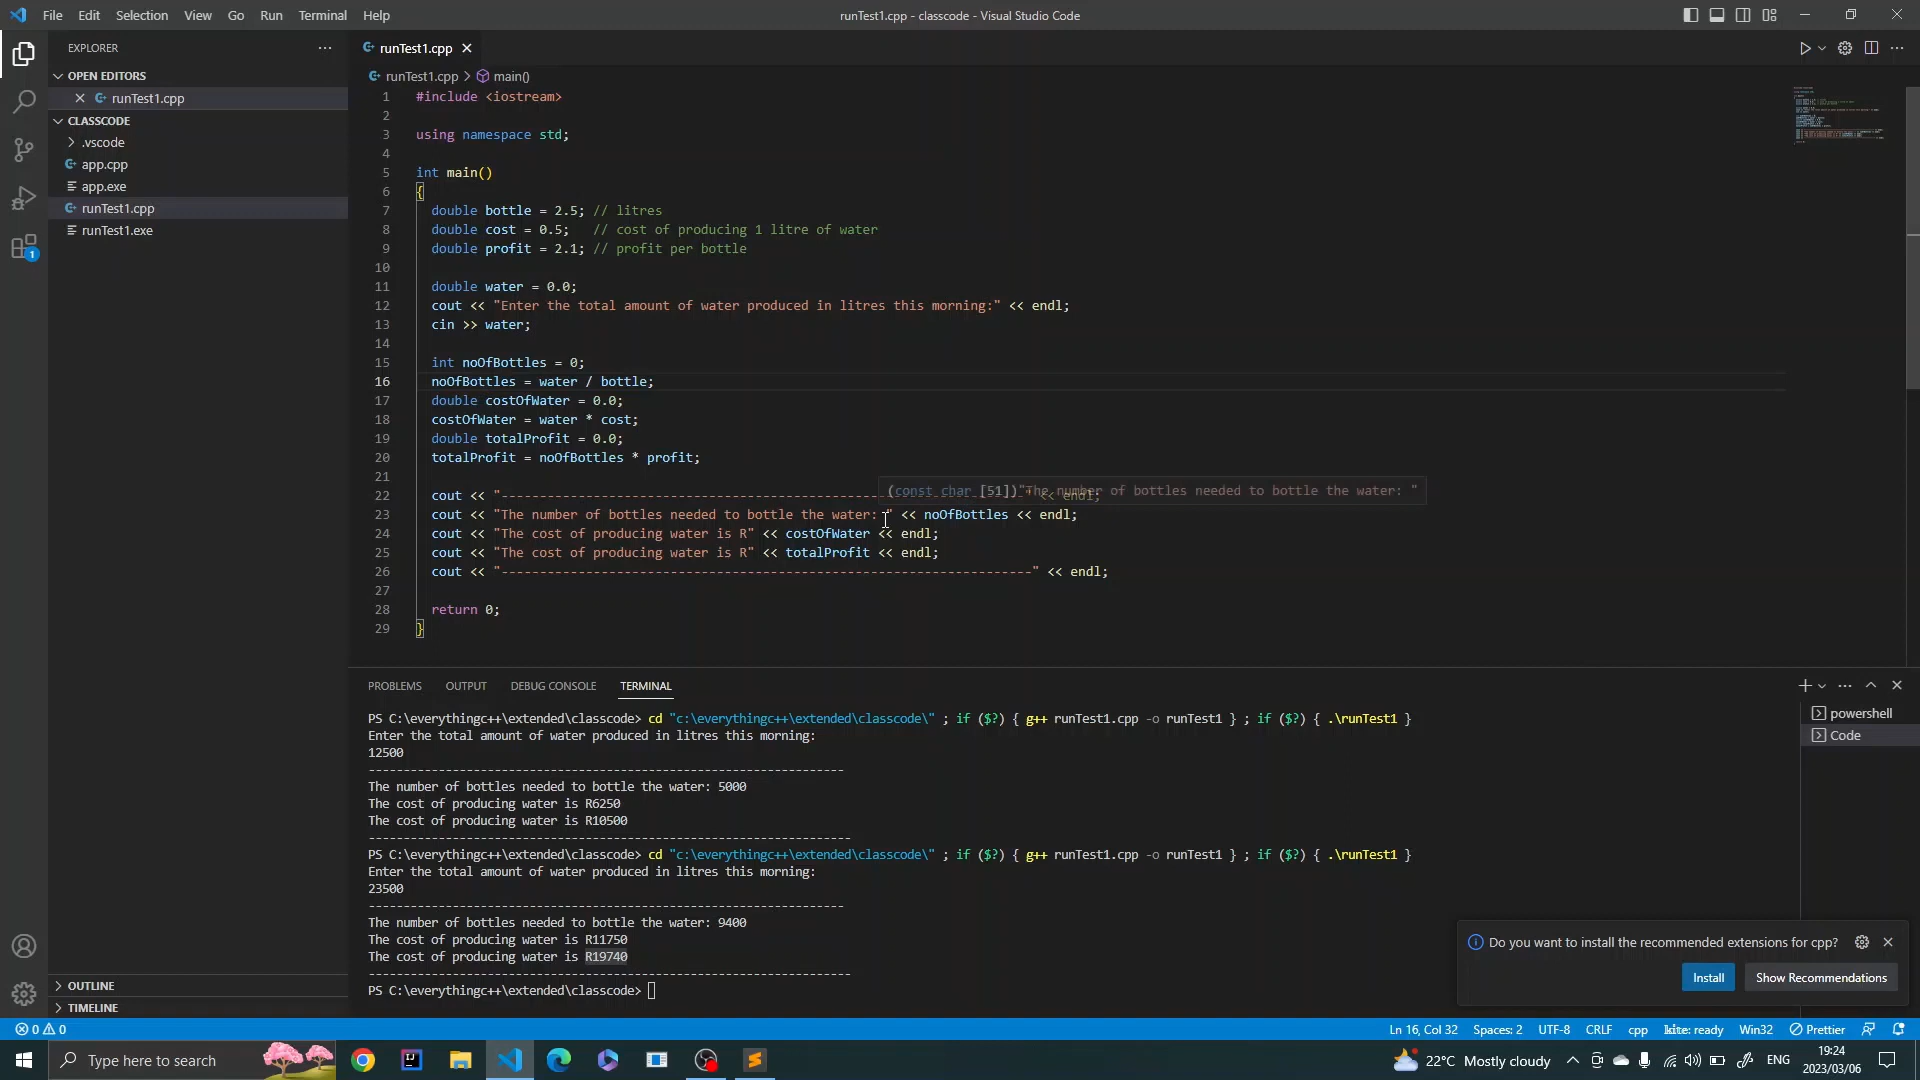 File Edit Selection View Go Run Terminal Help
runTest1.cpp - classcode - Visual Studio Code
EXPLORER
OPEN EDITORS
runTest1.cpp
CLASSCODE
.vscode
app.cpp
app.exe
runTest1.cpp
runTest1.exe
1
OUTLINE
TIMELINE
runTest1.cpp
runTest1.cpp > main()
1 #include <iostream>
2
3 using namespace std;
4
5 int main()
6 {
7 double bottle = 2.5; // litres
8 double cost = 0.5;   // cost of producing 1 litre of water
9 double profit = 2.1; // profit per bottle
10
11 double water = 0.0;
12 cout << "Enter the total amount of water produced in litres this morning:" << endl;
13 cin >> water;
14
15 int noOfBottles = 0;
16 noOfBottles = water / bottle;
17 double costOfWater = 0.0;
18 costOfWater = water * cost;
19 double totalProfit = 0.0;
20 totalProfit = noOfBottles * profit;
21
(const char [51])"The number of bottles needed to bottle the water: "
22 cout << "---------------------------------------------------------------------" << endl;
23 cout << "The number of bottles needed to bottle the water: " << noOfBottles << endl;
24 cout << "The cost of producing water is R" << costOfWater << endl;
25 cout << "The cost of producing water is R" << totalProfit << endl;
26 cout << "---------------------------------------------------------------------" << endl;
27
28 return 0;
29 }
PROBLEMS OUTPUT DEBUG CONSOLE TERMINAL
PS C:\everythingc++\extended\classcode> cd "c:\everythingc++\extended\classcode\" ; if ($?) { g++ runTest1.cpp -o runTest1 } ; if ($?) { .\runTest1 }
Enter the total amount of water produced in litres this morning:
12500
--------------------------------------------------------------
The number of bottles needed to bottle the water: 5000
The cost of producing water is R6250
The cost of producing water is R10500
---------------------------------------------------------------
PS C:\everythingc++\extended\classcode> cd "c:\everythingc++\extended\classcode\" ; if ($?) { g++ runTest1.cpp -o runTest1 } ; if ($?) { .\runTest1 }
Enter the total amount of water produced in litres this morning:
23500
--------------------------------------------------------------
The number of bottles needed to bottle the water: 9400
The cost of producing water is R11750
The cost of producing water is R19740
---------------------------------------------------------------
PS C:\everythingc++\extended\classcode>
powershell
Code
Do you want to install the recommended extensions for cpp?
Install Show Recommendations
0 0 Ln 16, Col 32 Spaces: 2 UTF-8 CRLF cpp kite: ready Win32 Prettier
Type here to search
22°C Mostly cloudy ENG
19:24
2023/03/06